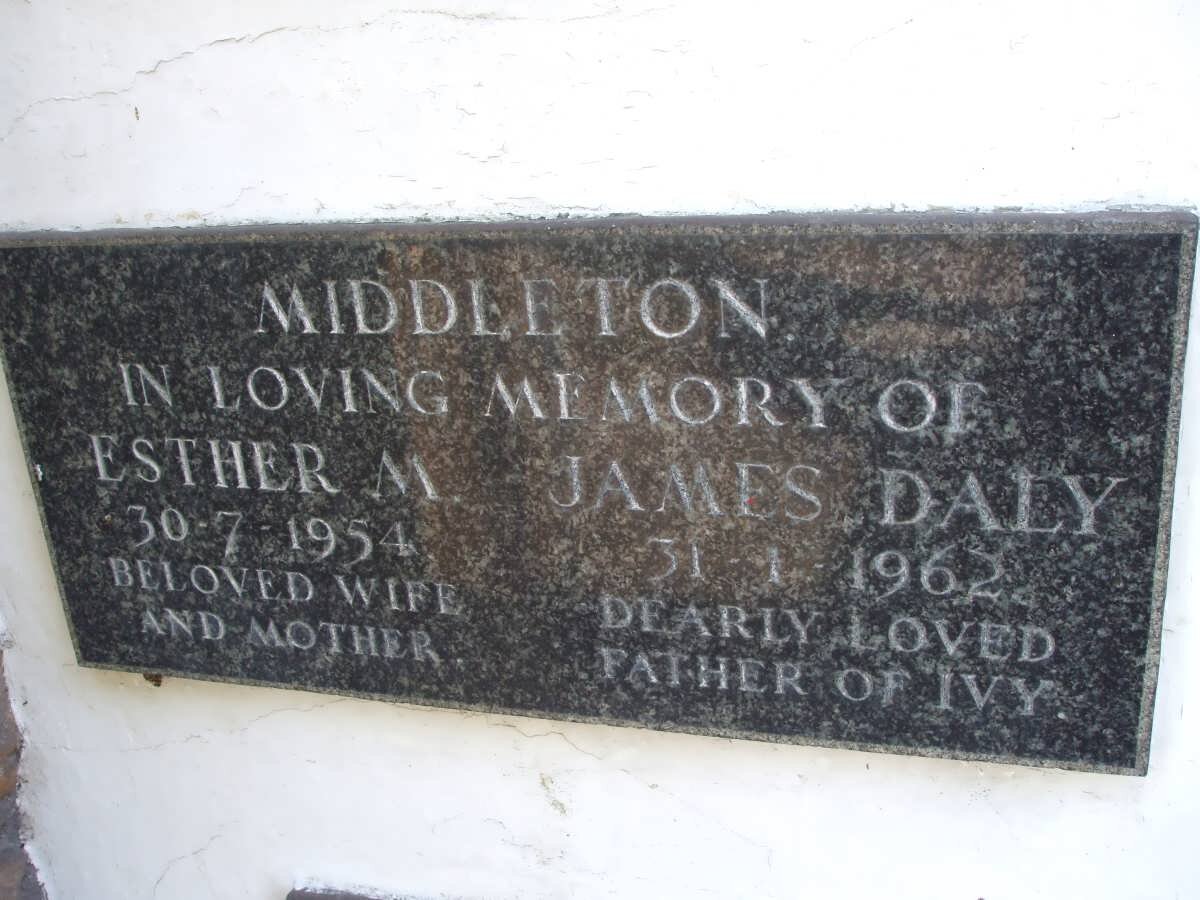 MIDDLETON
IN LOVING MEMORY OF
ESTHER M. JAMES DALY
30-7-1954 31-1-1962
BELOVED WIFE DEARLY LOVED
AND MOTHER. FATHER OF IVY